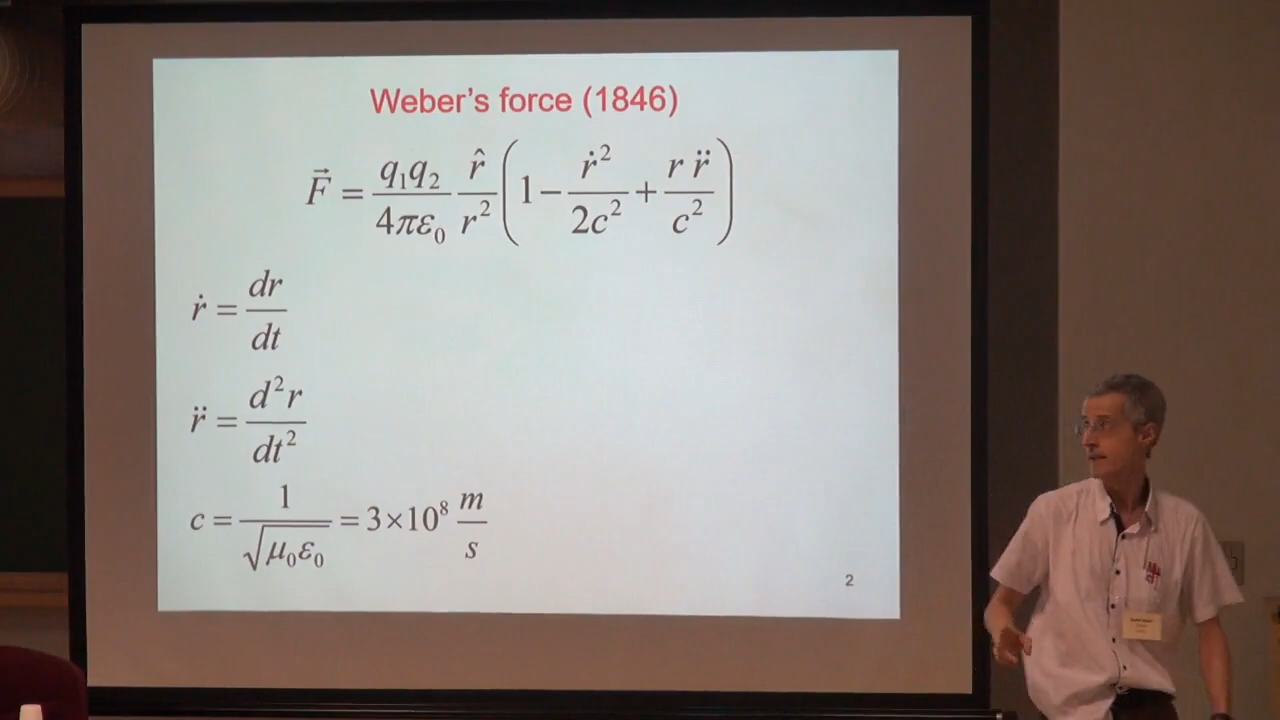 Weber's force (1846)
F⃗ = q₁q₂/4πε₀ r̂/r² (1 − ṙ²/2c² + r r̈/c²)
ṙ = dr/dt
r̈ = d²r/dt²
c = 1/√μ₀ε₀ = 3×10⁸ m/s
2